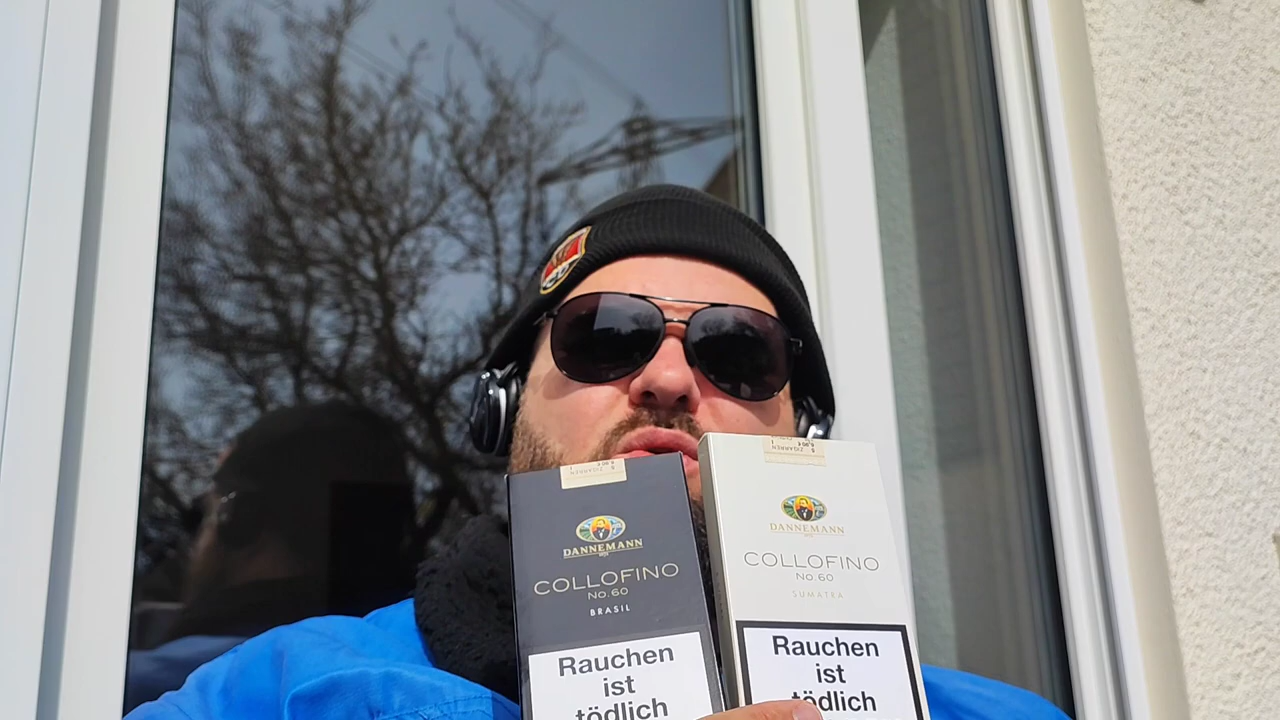 DANNEMANN
COLLOFINO
No.60
BRASIL
Rauchen
ist
tödlich
DANNEMANN
COLLOFINO
No.60
SUMATRA
Rauchen
ist
tödlich